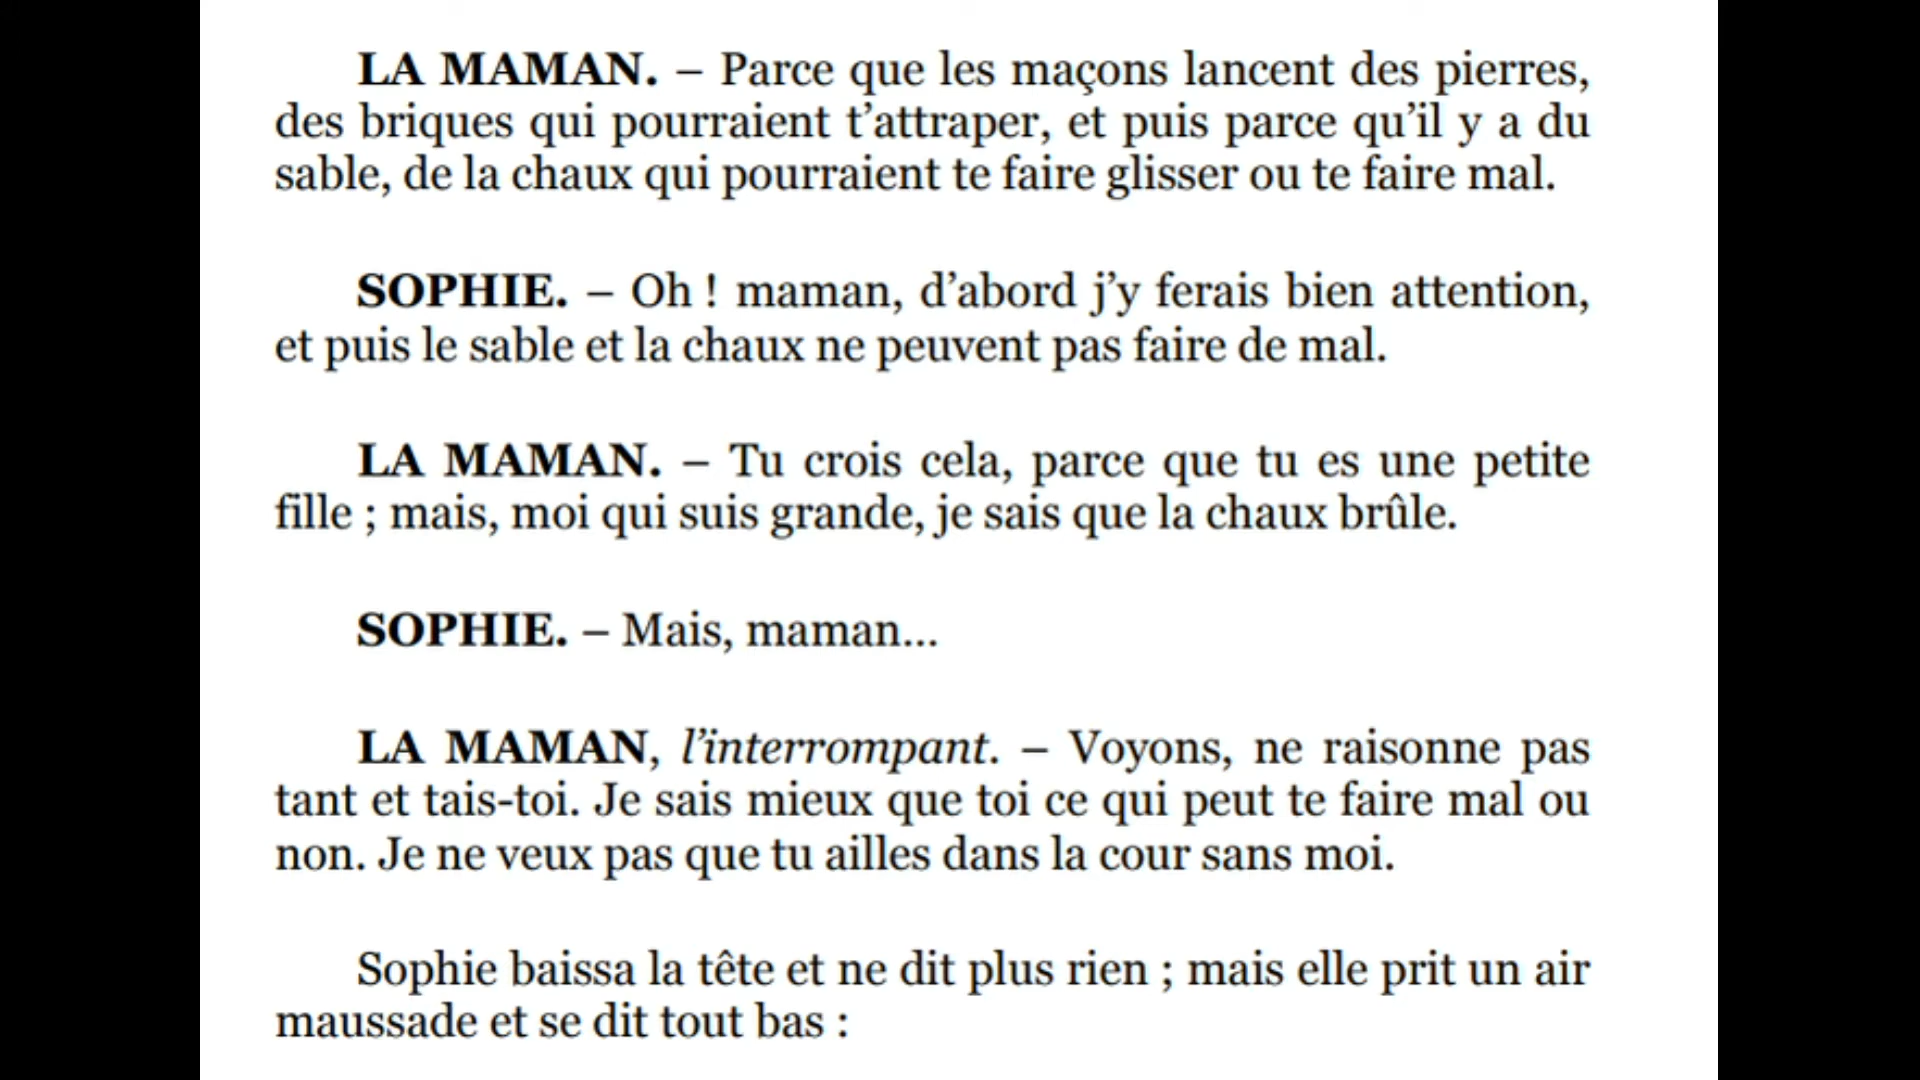 LA MAMAN. – Parce que les maçons lancent des pierres,
des briques qui pourraient t’attraper, et puis parce qu’il y a du
sable, de la chaux qui pourraient te faire glisser ou te faire mal.
SOPHIE. – Oh ! maman, d’abord j’y ferais bien attention,
et puis le sable et la chaux ne peuvent pas faire de mal.
LA MAMAN. – Tu crois cela, parce que tu es une petite
fille ; mais, moi qui suis grande, je sais que la chaux brûle.
SOPHIE. – Mais, maman…
LA MAMAN, l’interrompant. – Voyons, ne raisonne pas
tant et tais-toi. Je sais mieux que toi ce qui peut te faire mal ou
non. Je ne veux pas que tu ailles dans la cour sans moi.
Sophie baissa la tête et ne dit plus rien ; mais elle prit un air
maussade et se dit tout bas :